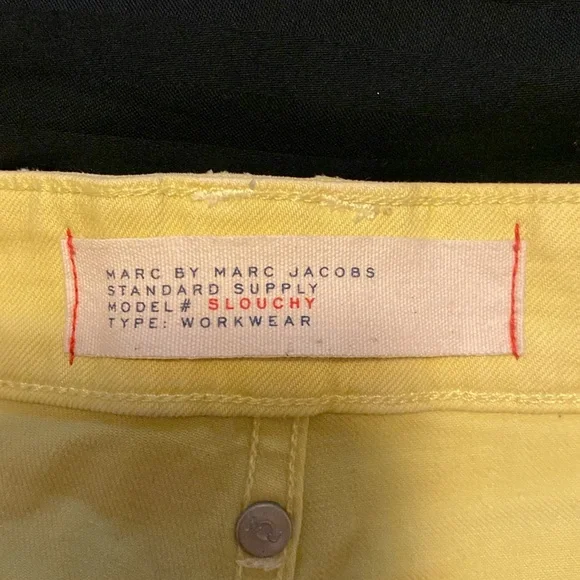 MARC BY MARC JACOBS
STANDARD SUPPLY
MODEL# SLOUCHY
TYPE: WORKWEAR